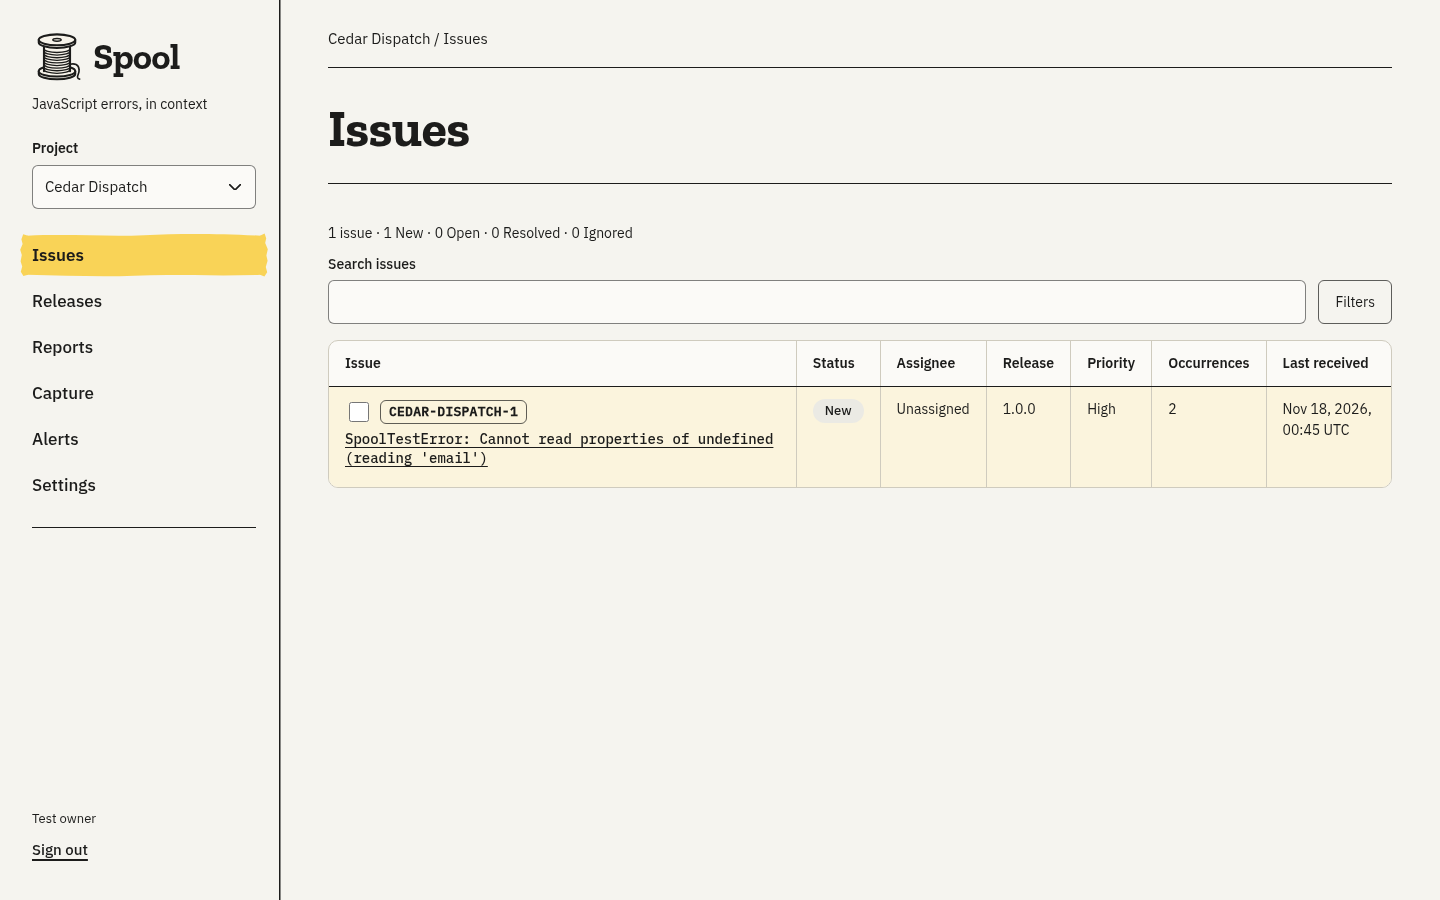 Spool
JavaScript errors, in context
Project
Cedar Dispatch
Issues
Releases
Reports
Capture
Alerts
Settings
Test owner
Sign out
Cedar Dispatch / Issues
Issues
1 issue · 1 New · 0 Open · 0 Resolved · 0 Ignored
Search issues
Filters
Issue Status Assignee Release Priority Occurrences Last received
CEDAR-DISPATCH-1 New Unassigned 1.0.0 High 2 Nov 18, 2026,
00:45 UTC
SpoolTestError: Cannot read properties of undefined
(reading 'email')